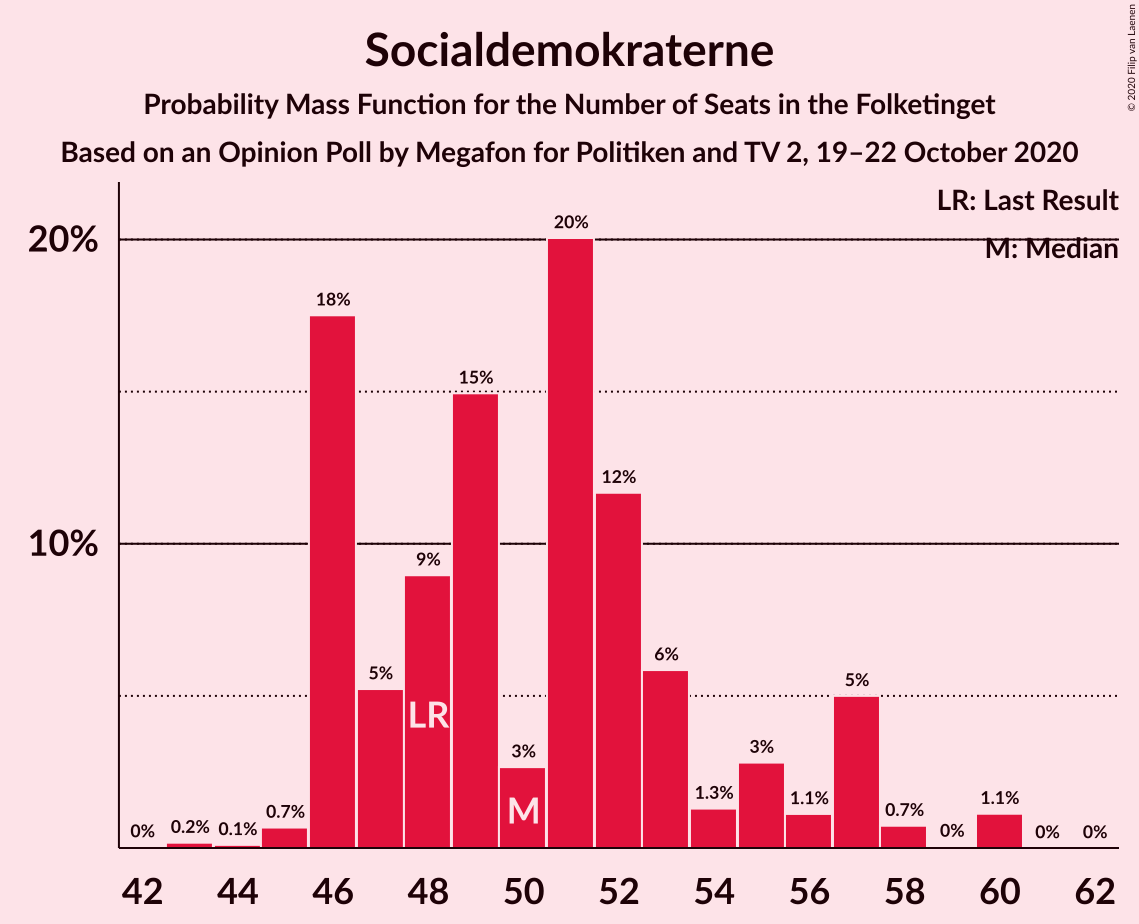 Socialdemokraterne
Probability Mass Function for the Number of Seats in the Folketinget
Based on an Opinion Poll by Megafon for Politiken and TV 2, 19–22 October 2020
© 2020 Filip van Laenen
LR: Last Result
M: Median
20%
10%
0%
0.2%
0.1%
0.7%
18%
5%
9%
15%
3%
20%
12%
6%
1.3%
3%
1.1%
5%
0.7%
0%
1.1%
0%
0%
LR
M
42 44 46 48 50 52 54 56 58 60 62